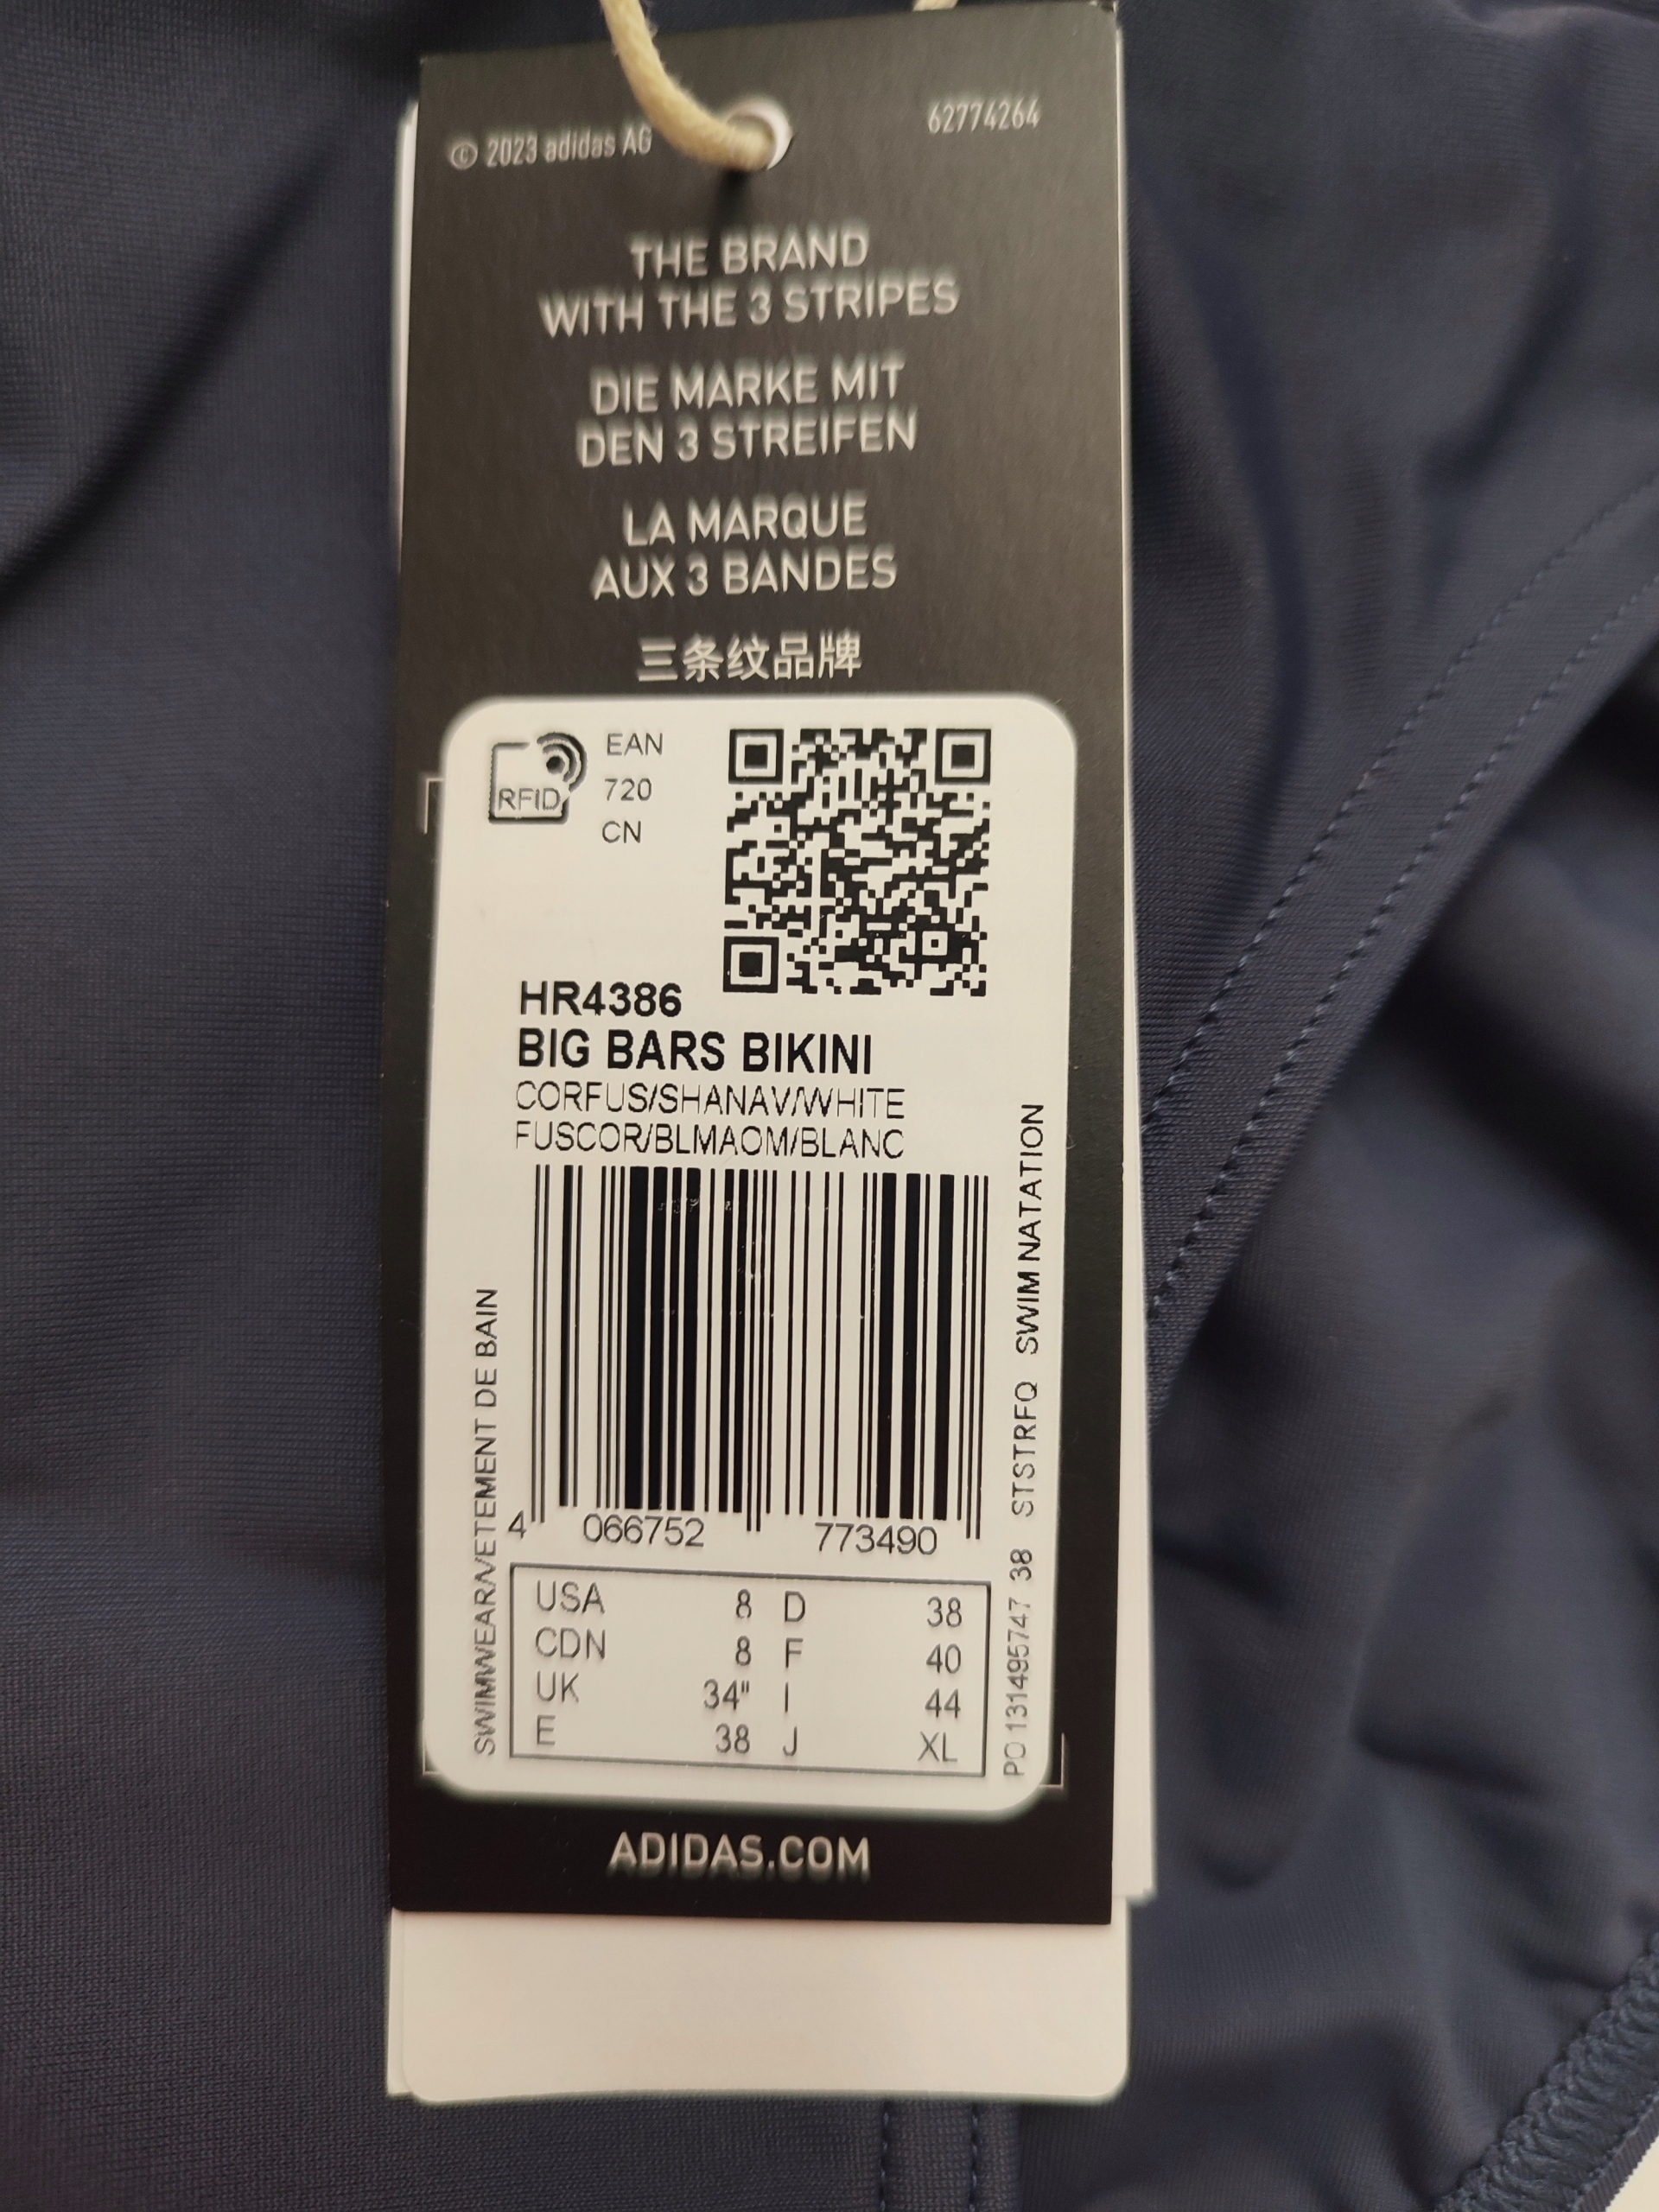 © 2023 adidas AG
62774264
THE BRAND
WITH THE 3 STRIPES
DIE MARKE MIT
DEN 3 STREIFEN
LA MARQUE
AUX 3 BANDES
三条纹品牌
RFID
EAN
720
CN
HR4386
BIG BARS BIKINI
CORFUS/SHANAV/WHITE
FUSCOR/BLMAOM/BLANC
4 066752 773490
SWIMWEAR/VETEMENT DE BAIN
PO 131495747 38 STSTRFQ SWIM NATATION
USA 8 D 38
CDN 8 F 40
UK 34" I 44
E 38 J XL
ADIDAS.COM